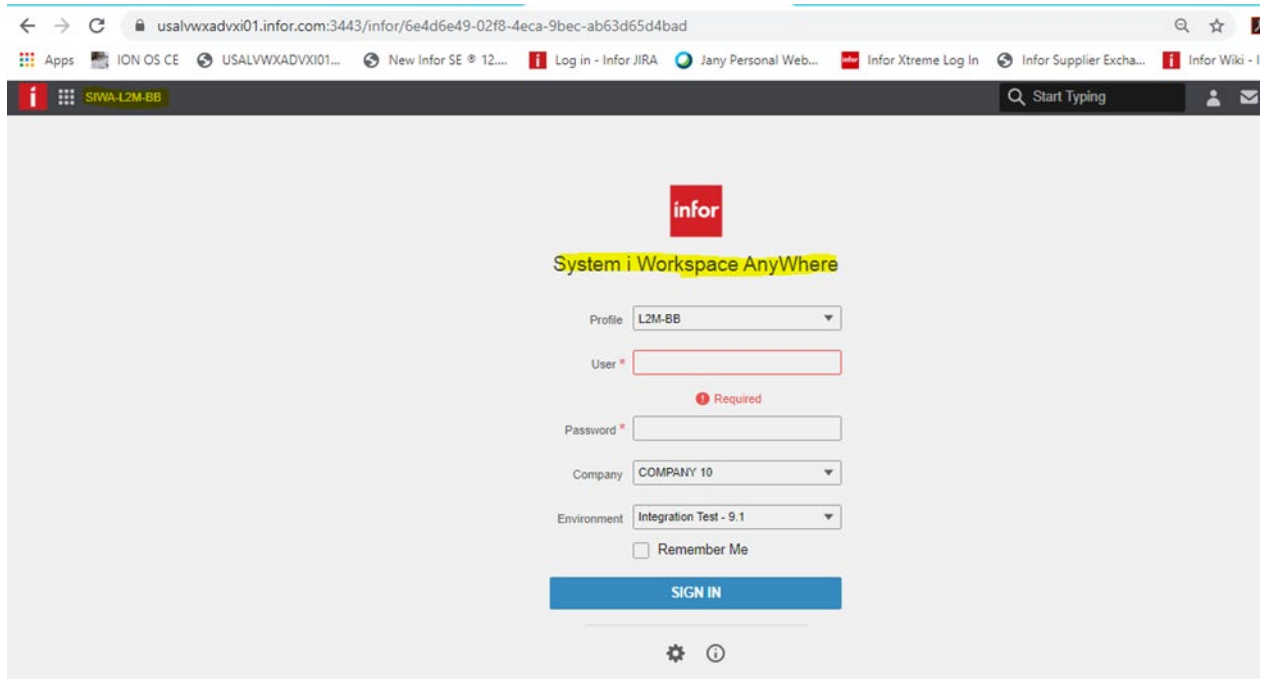 usalvwxadvxi01.infor.com:3443/infor/6e4d6e49-02f8-4eca-9bec-ab63d65d4bad
Apps ION OS CE USALVWXADVXI01... New Infor SE ® 12.... Log in - Infor JIRA Jany Personal Web... Infor Xtreme Log In Infor Supplier Excha... Infor Wiki - I
SIWA-L2M-BB Start Typing
infor
System i Workspace AnyWhere
Profile L2M-BB
User *
Required
Password *
Company COMPANY 10
Environment Integration Test - 9.1
Remember Me
SIGN IN